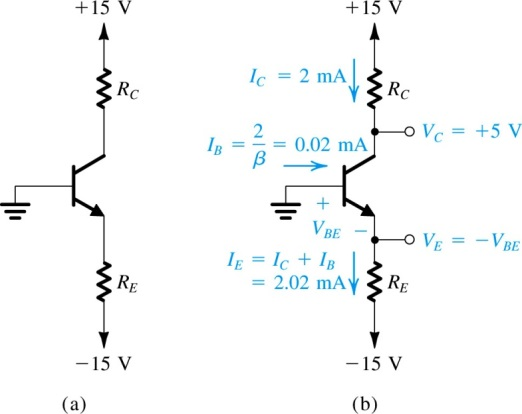 +15 V
R_C
R_E
−15 V
(a)
+15 V
I_C = 2 mA
R_C
V_C = +5 V
I_B = 2/β = 0.02 mA
+
V_BE −
V_E = −V_BE
I_E = I_C + I_B
= 2.02 mA
R_E
−15 V
(b)